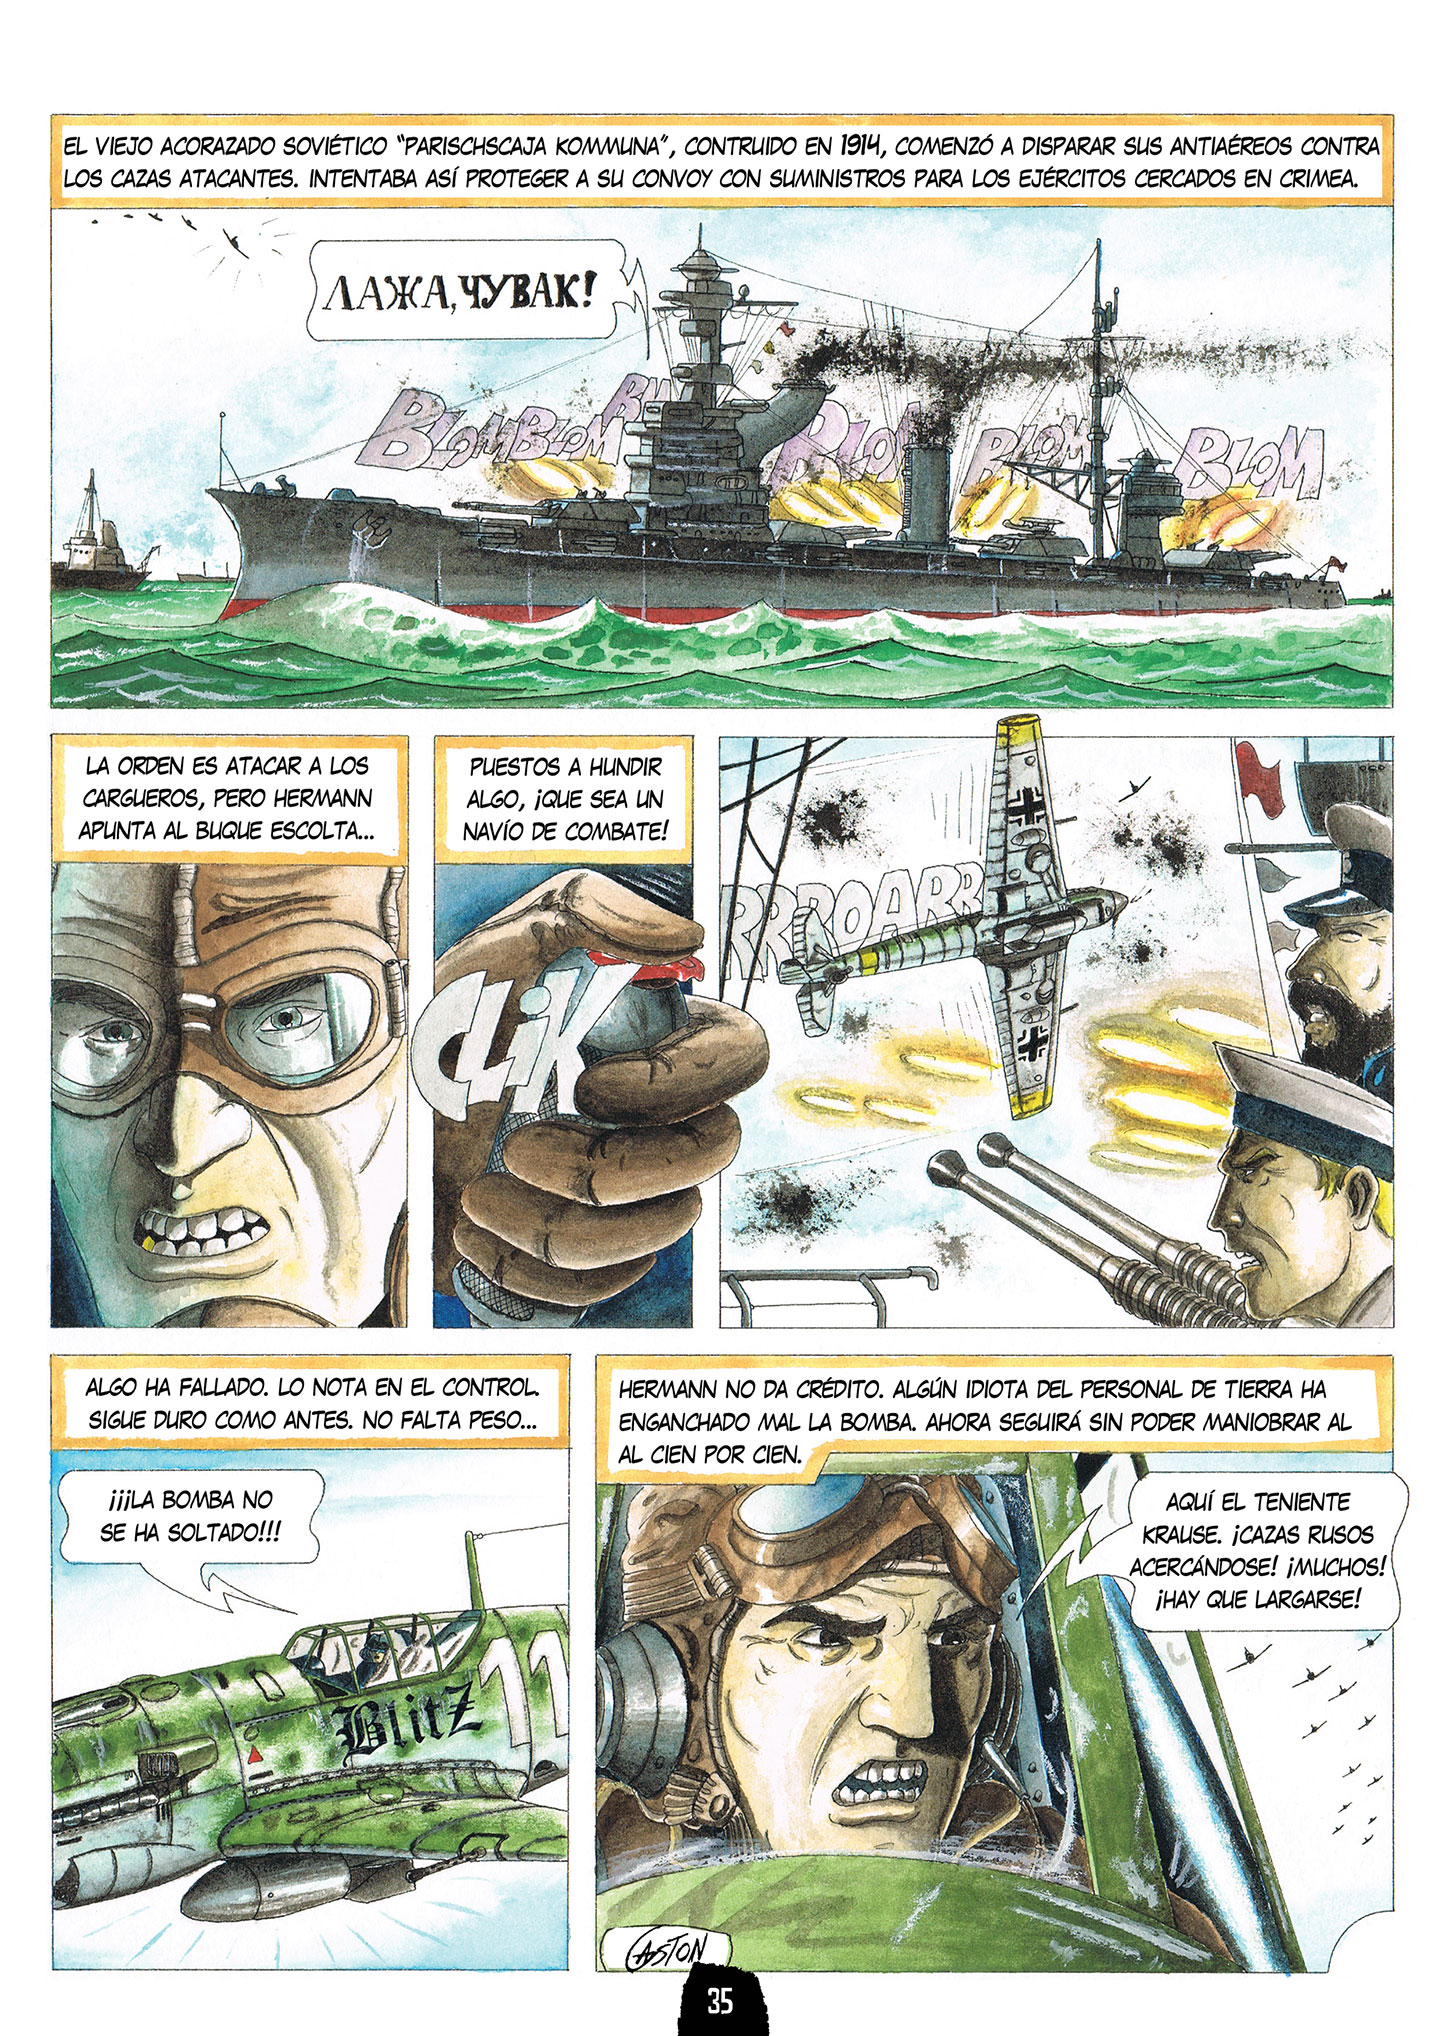 EL VIEJO ACORAZADO SOVIÉTICO "PARISCHSCAJA KOMMUNA", CONTRUIDO EN 1914, COMENZÓ A DISPARAR SUS ANTIAÉREOS CONTRA
LOS CAZAS ATACANTES. INTENTABA ASÍ PROTEGER A SU CONVOY CON SUMINISTROS PARA LOS EJÉRCITOS CERCADOS EN CRIMEA.
ЛАЖА, ЧУВАК!
BLOM BLOM BL BLOM BLOM BLOM
LA ORDEN ES ATACAR A LOS
CARGUEROS, PERO HERMANN
APUNTA AL BUQUE ESCOLTA...
PUESTOS A HUNDIR
ALGO, ¡QUE SEA UN
NAVÍO DE COMBATE!
CLIK
RRROARR
ALGO HA FALLADO. LO NOTA EN EL CONTROL.
SIGUE DURO COMO ANTES. NO FALTA PESO...
¡¡¡LA BOMBA NO
SE HA SOLTADO!!!
BlitZ
11
HERMANN NO DA CRÉDITO. ALGÚN IDIOTA DEL PERSONAL DE TIERRA HA
ENGANCHADO MAL LA BOMBA. AHORA SEGUIRÁ SIN PODER MANIOBRAR AL
AL CIEN POR CIEN.
AQUÍ EL TENIENTE
KRAUSE. ¡CAZAS RUSOS
ACERCÁNDOSE! ¡MUCHOS!
¡HAY QUE LARGARSE!
GASTON
35